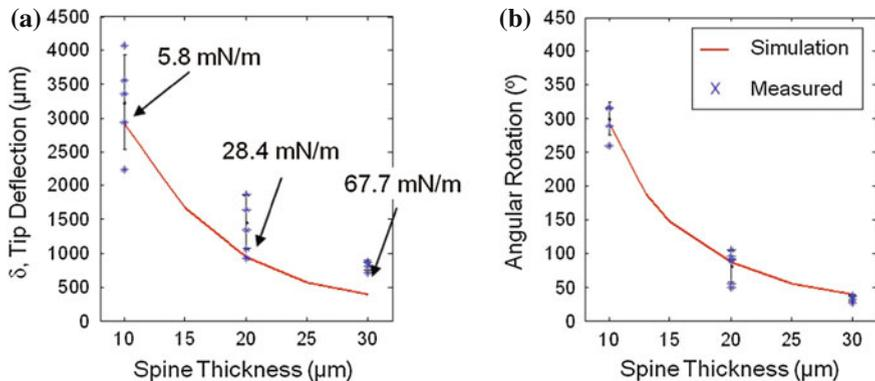 (a)
4500
4000
3500
3000
2500
2000
1500
1000
500
0
δ, Tip Deflection (μm)
5.8 mN/m
28.4 mN/m
67.7 mN/m
10 15 20 25 30
Spine Thickness (μm)
(b)
450
400
350
300
250
200
150
100
50
0
Angular Rotation (º)
Simulation
Measured
10 15 20 25 30
Spine Thickness (μm)